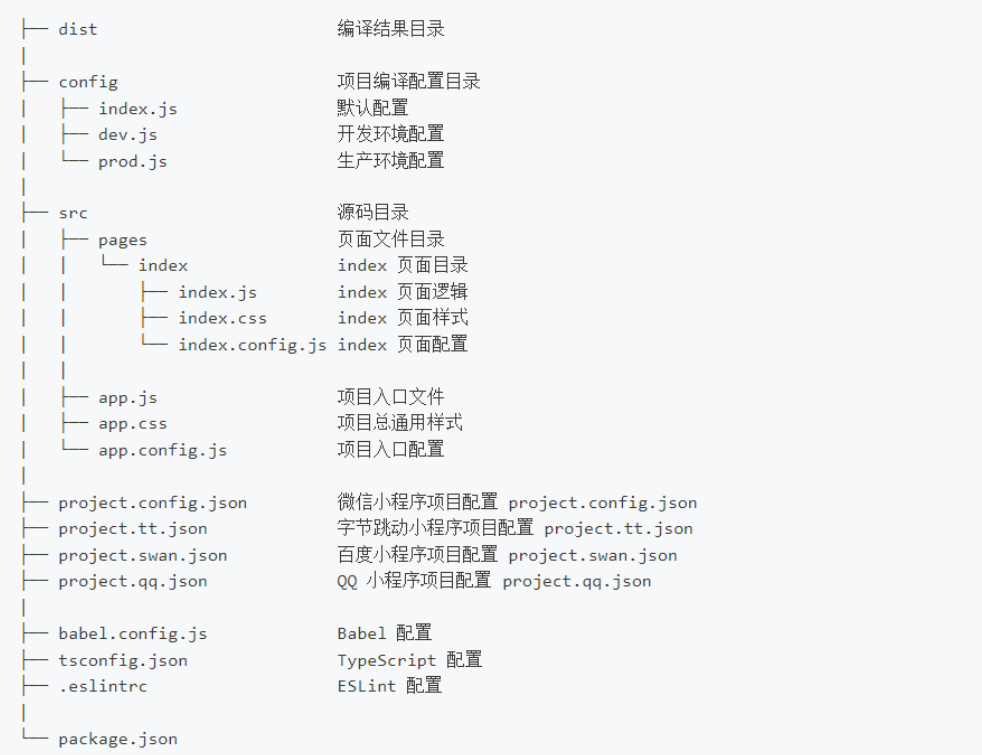 ├── dist                        编译结果目录
|
├── config                      项目编译配置目录
|   ├── index.js                默认配置
|   ├── dev.js                  开发环境配置
|   └── prod.js                 生产环境配置
|
├── src                         源码目录
|   ├── pages                   页面文件目录
|   |   └── index               index 页面目录
|   |       ├── index.js        index 页面逻辑
|   |       ├── index.css       index 页面样式
|   |       └── index.config.js index 页面配置
|   |
|   ├── app.js                  项目入口文件
|   ├── app.css                 项目总通用样式
|   └── app.config.js           项目入口配置
|
├── project.config.json         微信小程序项目配置 project.config.json
├── project.tt.json             字节跳动小程序项目配置 project.tt.json
├── project.swan.json           百度小程序项目配置 project.swan.json
├── project.qq.json             QQ 小程序项目配置 project.qq.json
|
├── babel.config.js             Babel 配置
├── tsconfig.json               TypeScript 配置
├── .eslintrc                   ESLint 配置
|
└── package.json